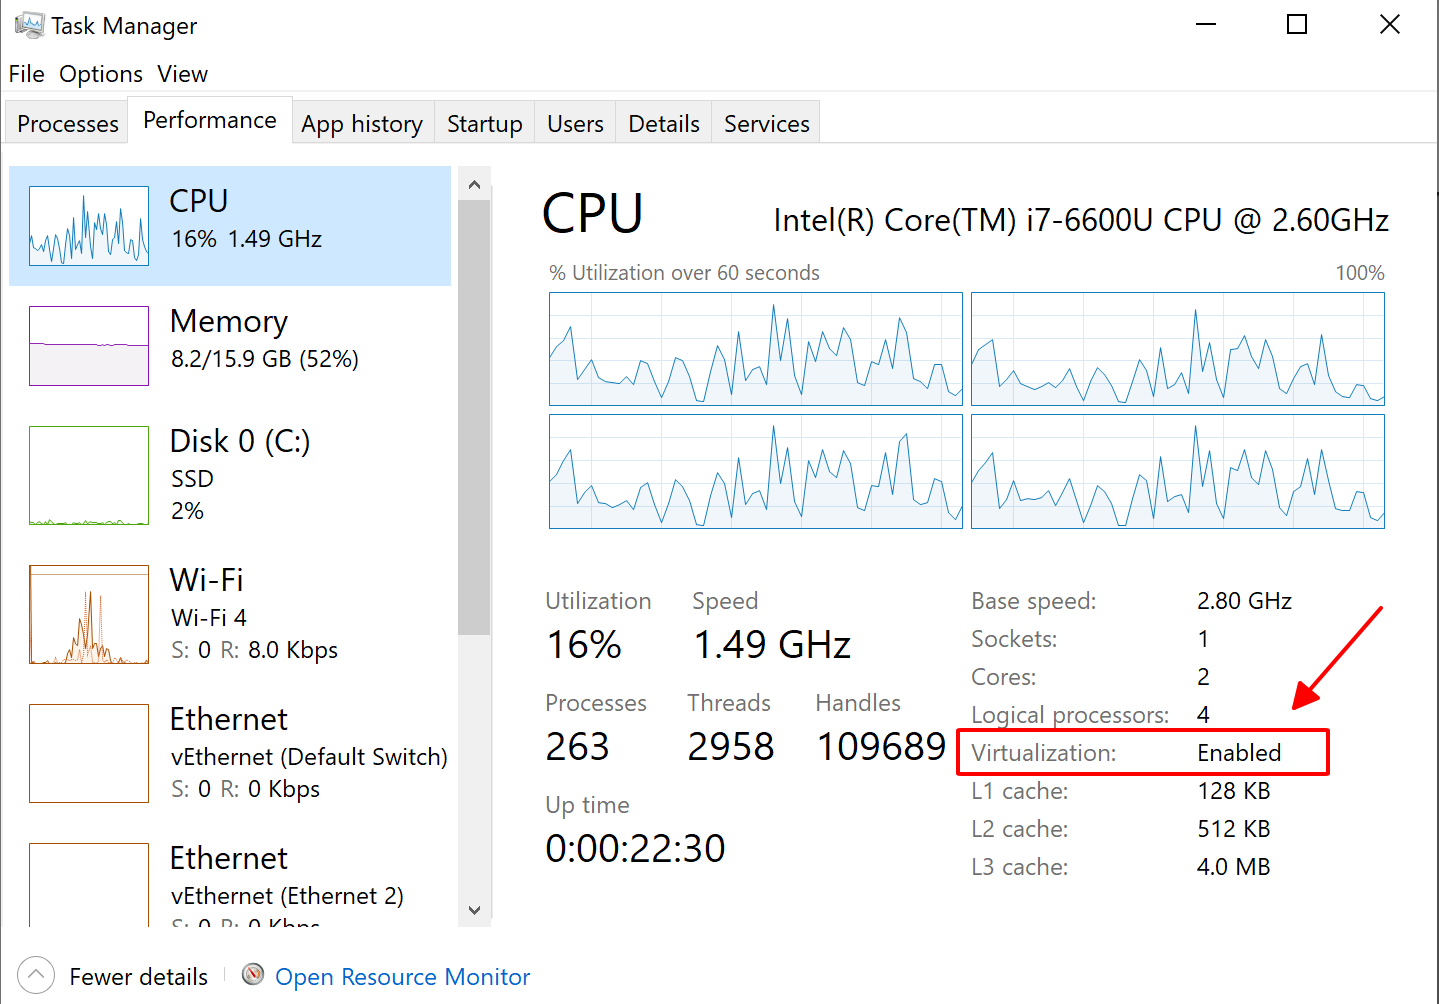 Task Manager
File Options View
Processes Performance App history Startup Users Details Services
CPU
16% 1.49 GHz
Memory
8.2/15.9 GB (52%)
Disk 0 (C:)
SSD
2%
Wi-Fi
Wi-Fi 4
S: 0 R: 8.0 Kbps
Ethernet
vEthernet (Default Switch)
S: 0 R: 0 Kbps
Ethernet
vEthernet (Ethernet 2)
S: 0 R: 0 Kbps
CPU Intel(R) Core(TM) i7-6600U CPU @ 2.60GHz
% Utilization over 60 seconds 100%
Utilization Speed
16% 1.49 GHz
Processes Threads Handles
263 2958 109689
Up time
0:00:22:30
Base speed: 2.80 GHz
Sockets: 1
Cores: 2
Logical processors: 4
Virtualization: Enabled
L1 cache: 128 KB
L2 cache: 512 KB
L3 cache: 4.0 MB
Fewer details Open Resource Monitor